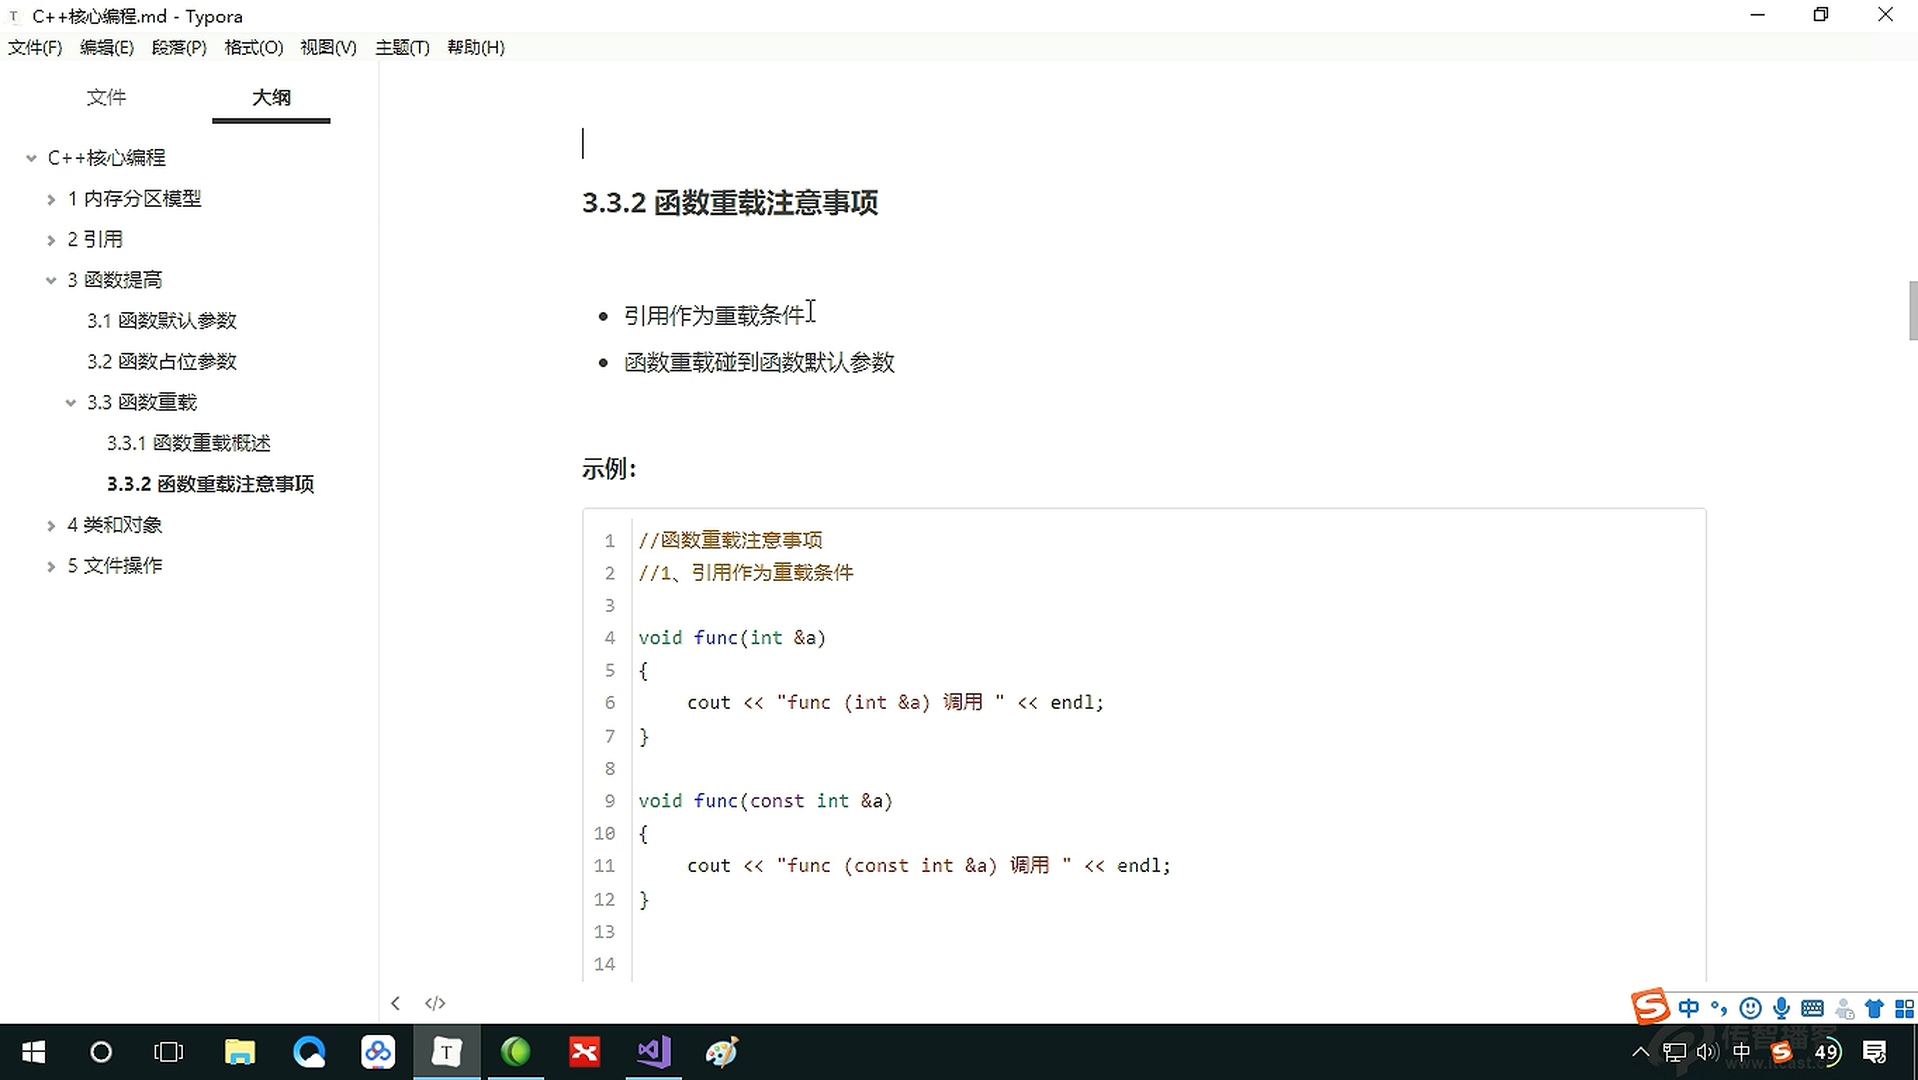 C++核心编程.md - Typora
文件(F) 编辑(E) 段落(P) 格式(O) 视图(V) 主题(T) 帮助(H)
文件 大纲
C++核心编程
1 内存分区模型
2 引用
3 函数提高
3.1 函数默认参数
3.2 函数占位参数
3.3 函数重载
3.3.1 函数重载概述
3.3.2 函数重载注意事项
4 类和对象
5 文件操作
3.3.2 函数重载注意事项
引用作为重载条件
函数重载碰到函数默认参数
示例：
1 //函数重载注意事项
2 //1、引用作为重载条件
3
4 void func(int &a)
5 {
6 cout << "func (int &a) 调用 " << endl;
7 }
8
9 void func(const int &a)
10 {
11 cout << "func (const int &a) 调用 " << endl;
12 }
13
14
中
中 49
传智播客